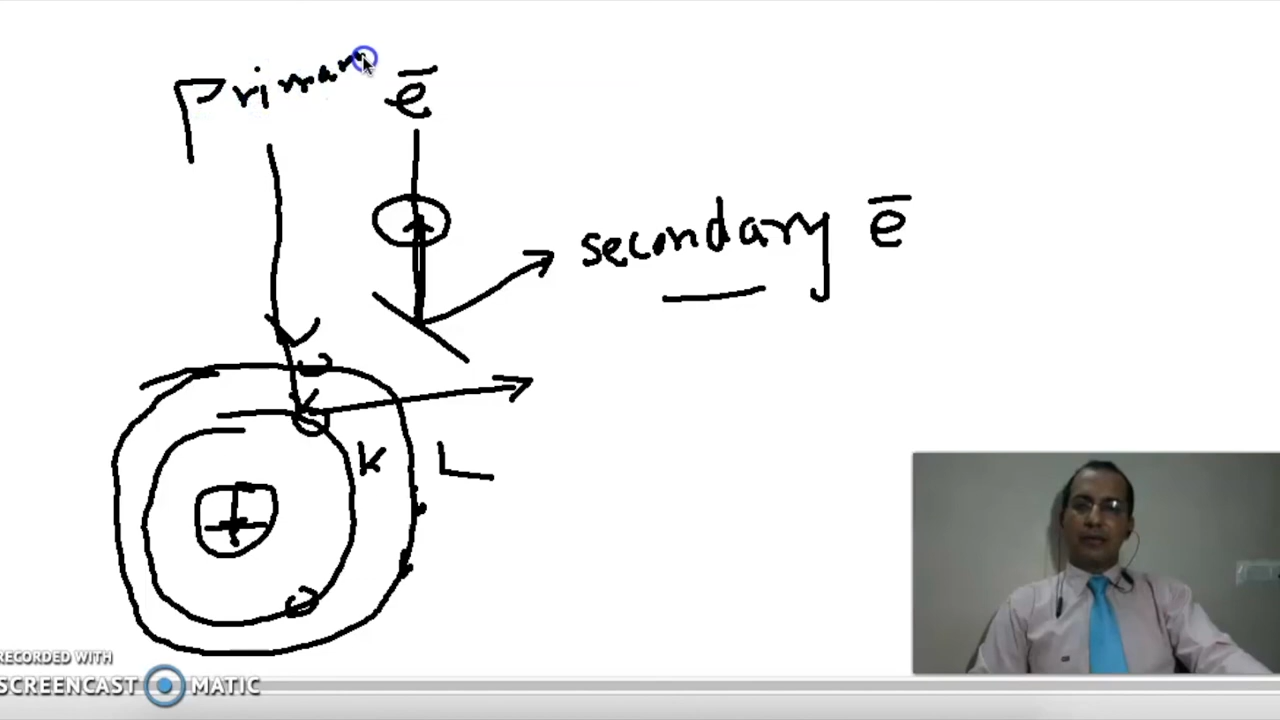 Primary e̅
secondary e̅
K L
+
RECORDED WITH
SCREENCAST MATIC